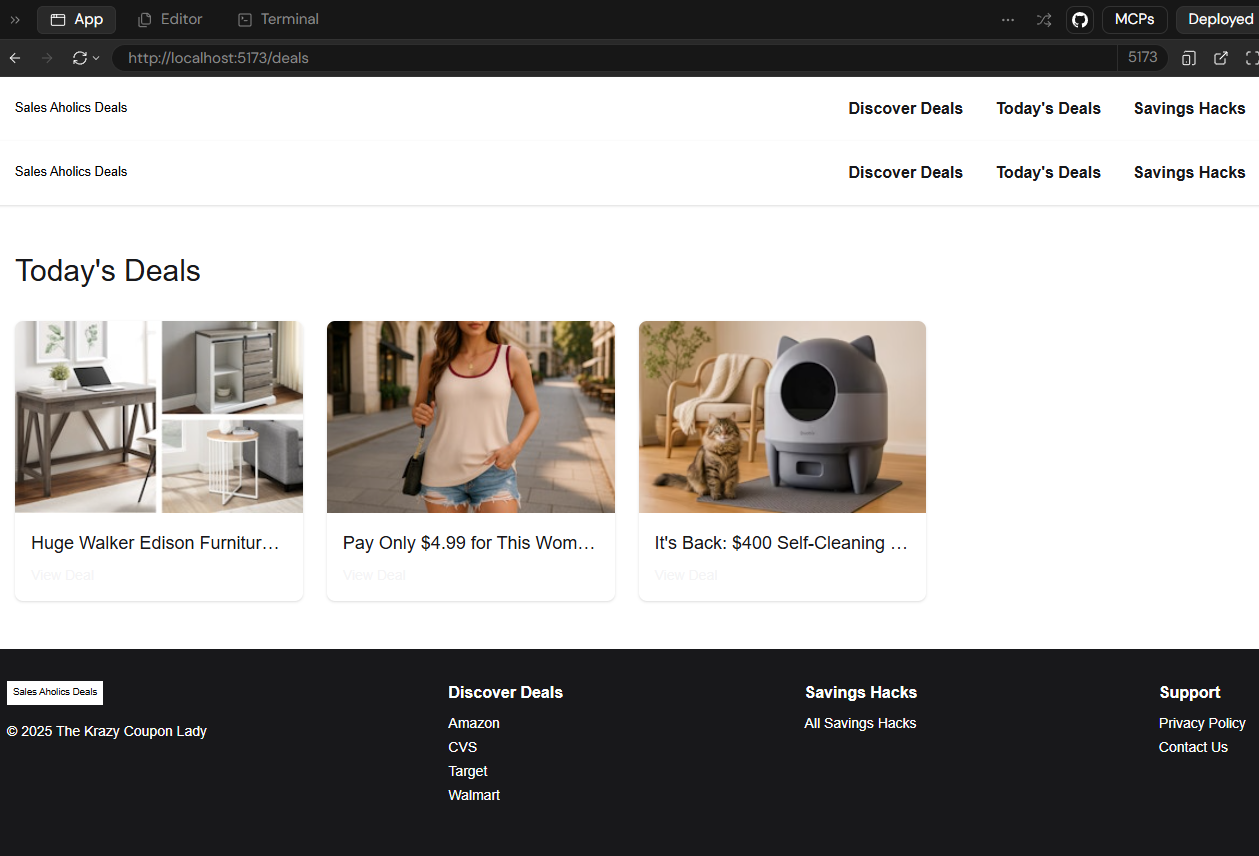 App Editor Terminal MCPs Deployed
http://localhost:5173/deals 5173
Sales Aholics Deals Discover Deals Today's Deals Savings Hacks
Sales Aholics Deals Discover Deals Today's Deals Savings Hacks
Today's Deals
Huge Walker Edison Furnitur…
View Deal
Pay Only $4.99 for This Wom…
View Deal
It's Back: $400 Self-Cleaning …
View Deal
Sales Aholics Deals
© 2025 The Krazy Coupon Lady
Discover Deals
Amazon
CVS
Target
Walmart
Savings Hacks
All Savings Hacks
Support
Privacy Policy
Contact Us